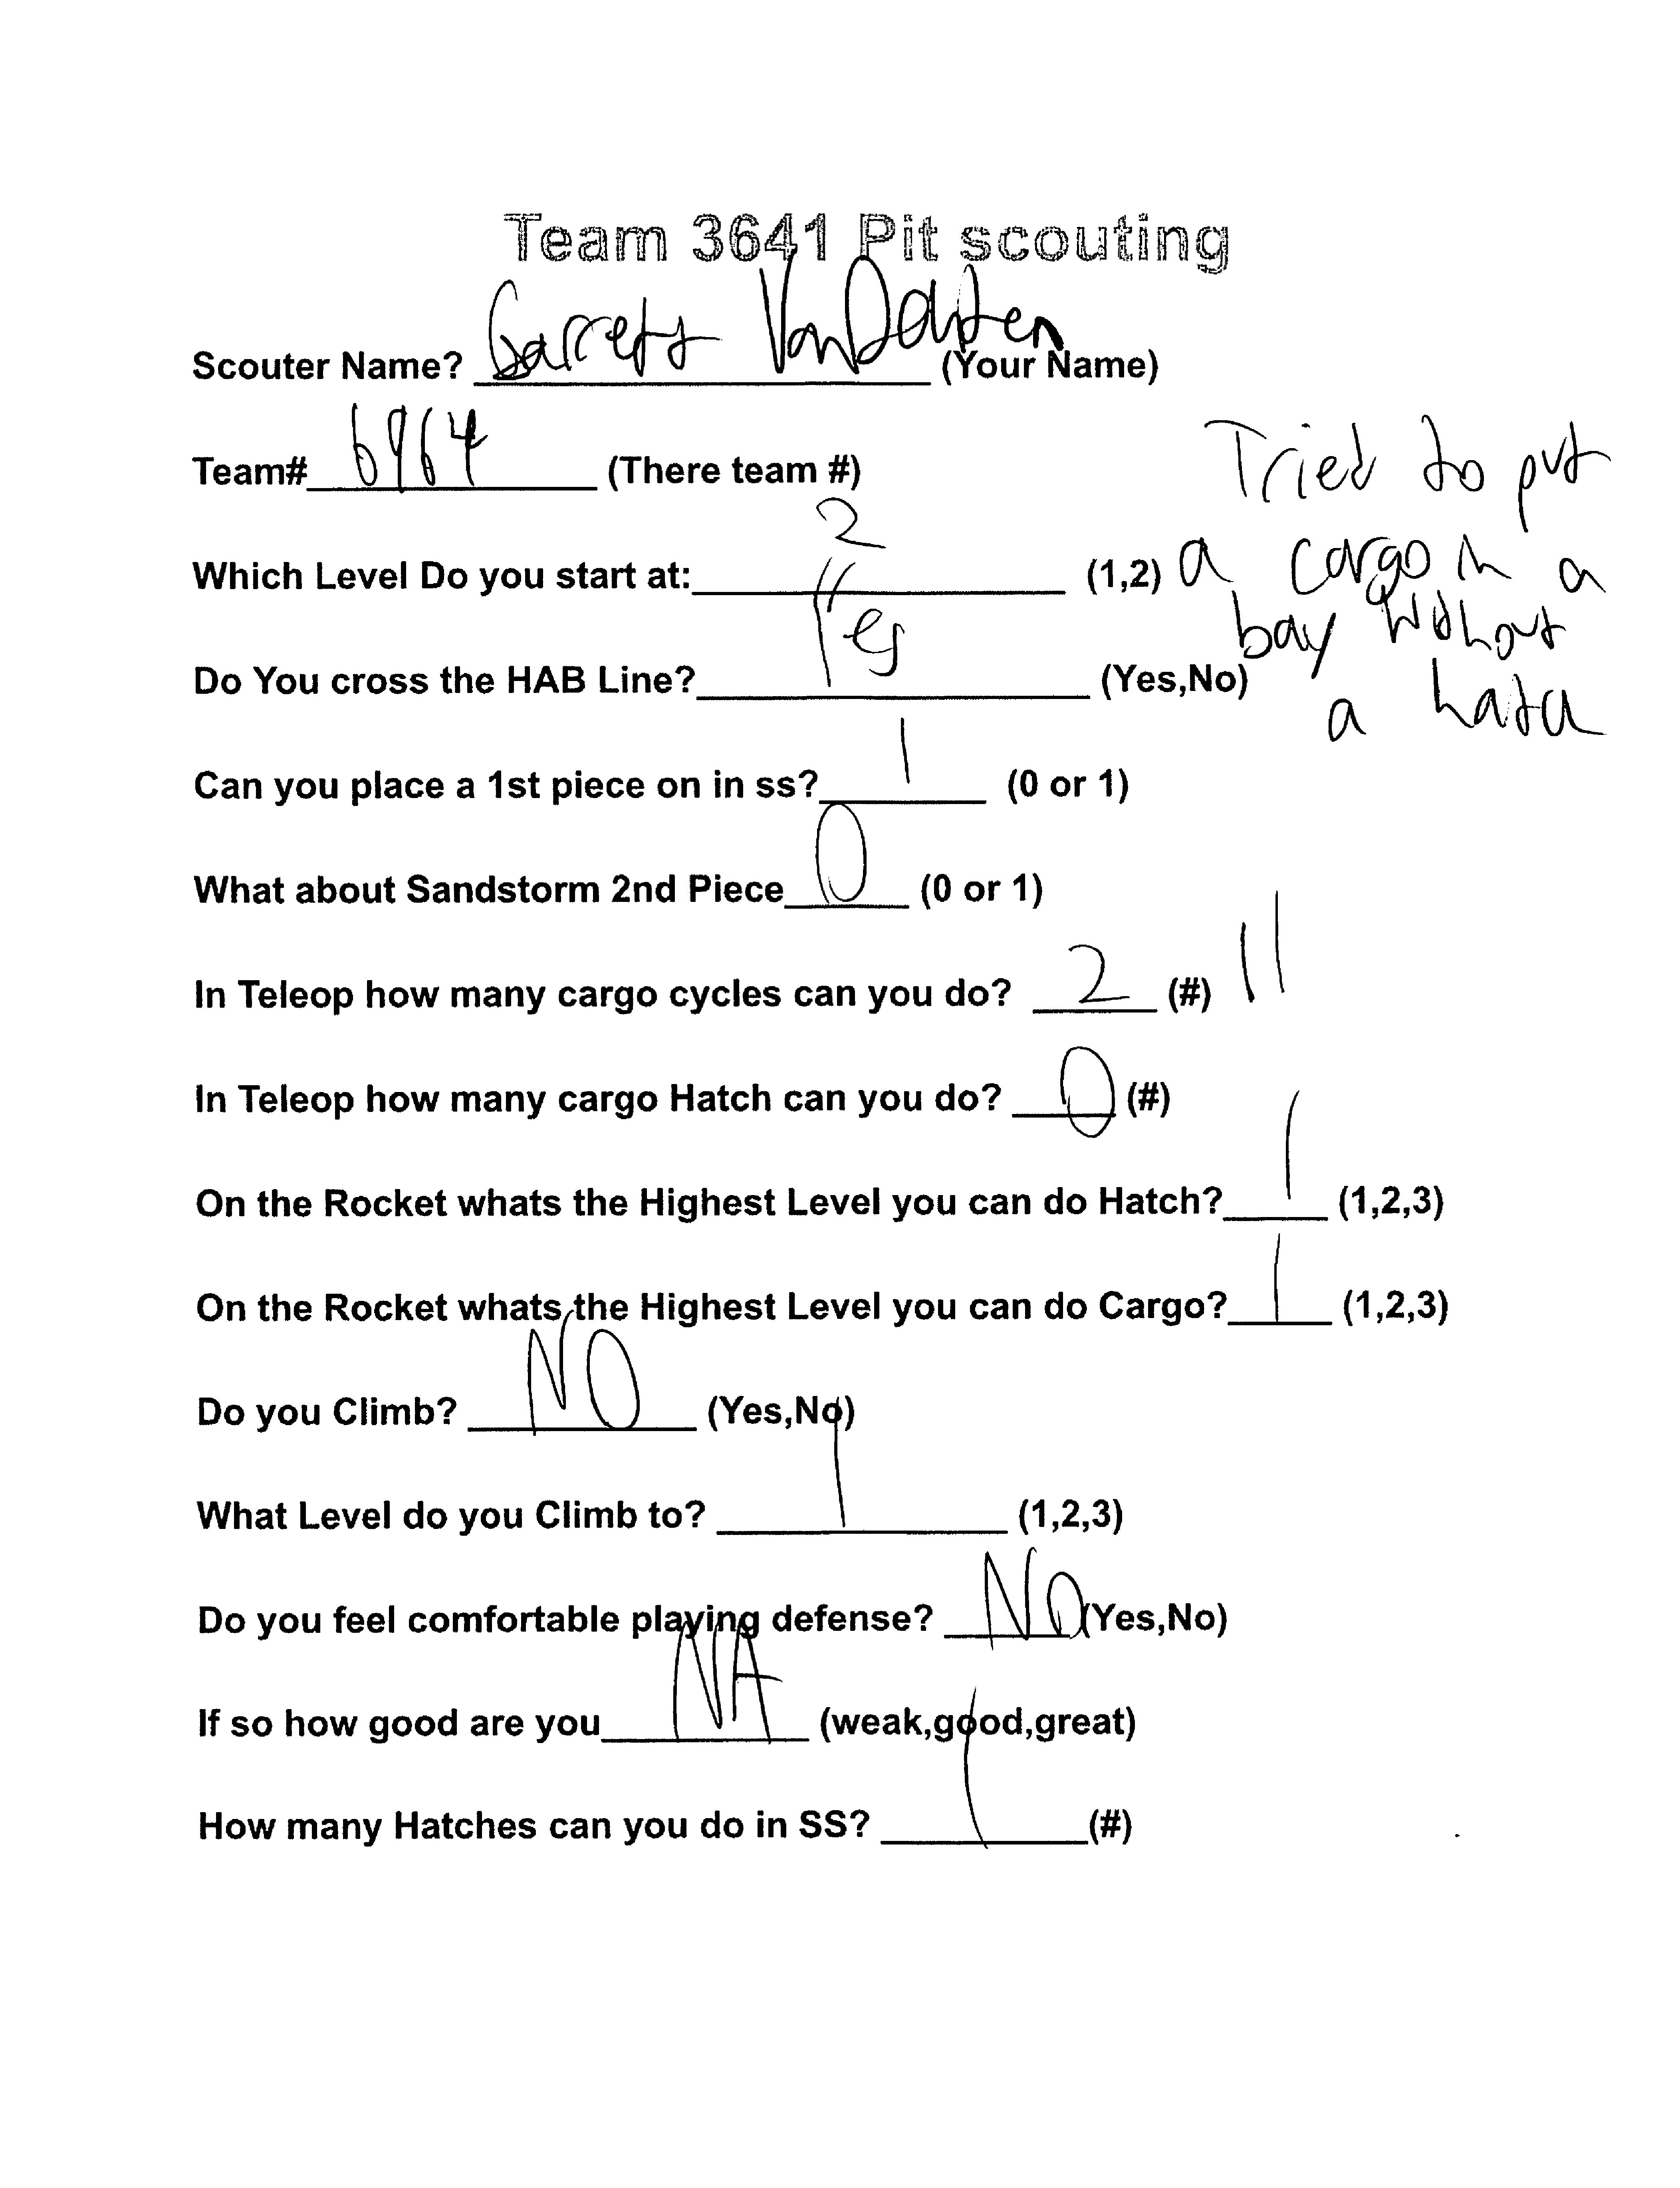 Team 3641 Pit scouting
Scouter Name? Garrett (Your Name)
Team# 6964 (There team #)
Tried to put
Which Level Do you start at: 2 (1,2)
a cargo in a
bay without
Do You cross the HAB Line? Yes (Yes,No)
a hatch
Can you place a 1st piece on in ss? 1 (0 or 1)
What about Sandstorm 2nd Piece 0 (0 or 1)
In Teleop how many cargo cycles can you do? 2 (#) 11
In Teleop how many cargo Hatch can you do? 0 (#)
On the Rocket whats the Highest Level you can do Hatch? 1 (1,2,3)
On the Rocket whats the Highest Level you can do Cargo? 1 (1,2,3)
Do you Climb? NO (Yes,No)
What Level do you Climb to? 1 (1,2,3)
Do you feel comfortable playing defense? No (Yes,No)
If so how good are you NA (weak,good,great)
How many Hatches can you do in SS? 1 (#)